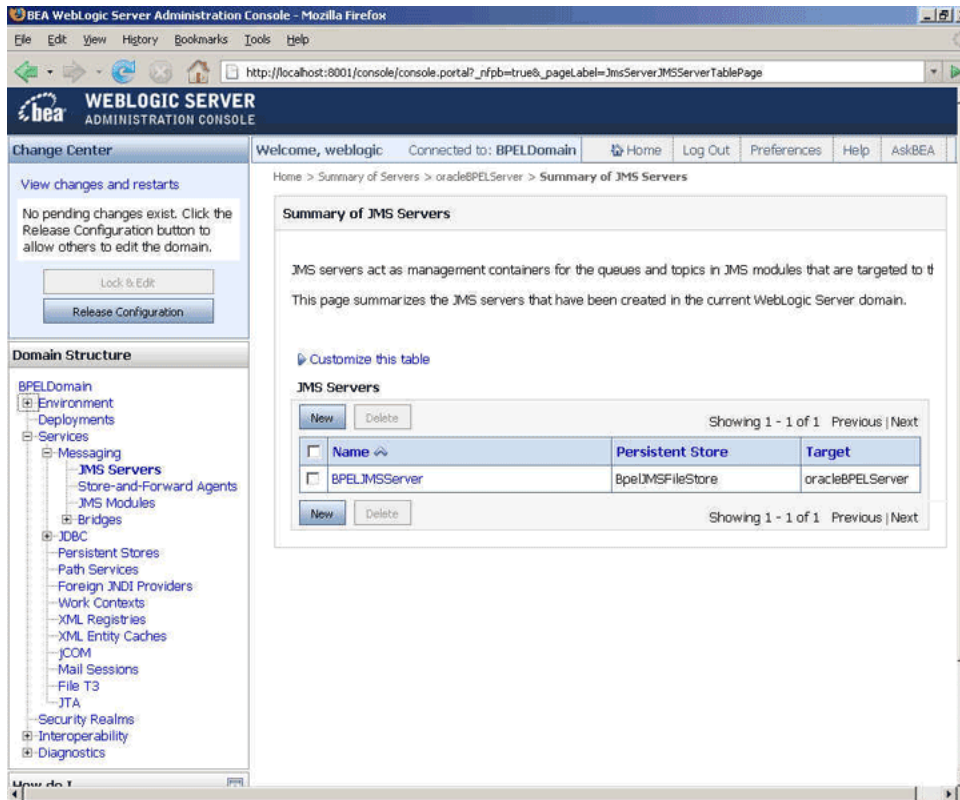 BEA WebLogic Server Administration Console - Mozilla Firefox
File Edit View History Bookmarks Tools Help
http://localhost:8001/console/console.portal?_nfpb=true&_pageLabel=JmsServerJMSServerTablePage
bea WEBLOGIC SERVER
ADMINISTRATION CONSOLE
Change Center
View changes and restarts
No pending changes exist. Click the
Release Configuration button to
allow others to edit the domain.
Lock & Edit
Release Configuration
Domain Structure
BPELDomain
Environment
Deployments
Services
Messaging
JMS Servers
Store-and-Forward Agents
JMS Modules
Bridges
JDBC
Persistent Stores
Path Services
Foreign JNDI Providers
Work Contexts
XML Registries
XML Entity Caches
jCOM
Mail Sessions
File T3
JTA
Security Realms
Interoperability
Diagnostics
How do I
Welcome, weblogic Connected to: BPELDomain Home Log Out Preferences Help AskBEA
Home > Summary of Servers > oracleBPELServer > Summary of JMS Servers
Summary of JMS Servers
JMS servers act as management containers for the queues and topics in JMS modules that are targeted to
This page summarizes the JMS servers that have been created in the current WebLogic Server domain.
Customize this table
JMS Servers
New Delete Showing 1 - 1 of 1 Previous | Next
Name Persistent Store Target
BPELJMSServer BpelJMSFileStore oracleBPELServer
New Delete Showing 1 - 1 of 1 Previous | Next